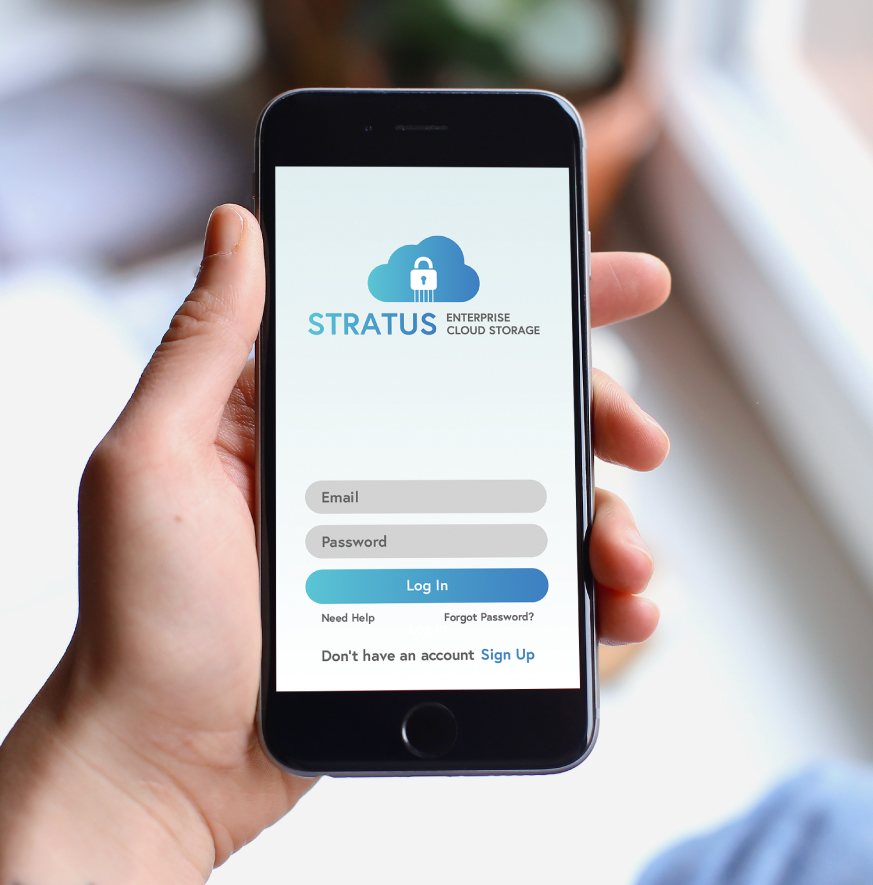 STRATUS
ENTERPRISE
CLOUD STORAGE
Email
Password
Log In
Need Help Forgot Password?
Don't have an account Sign Up